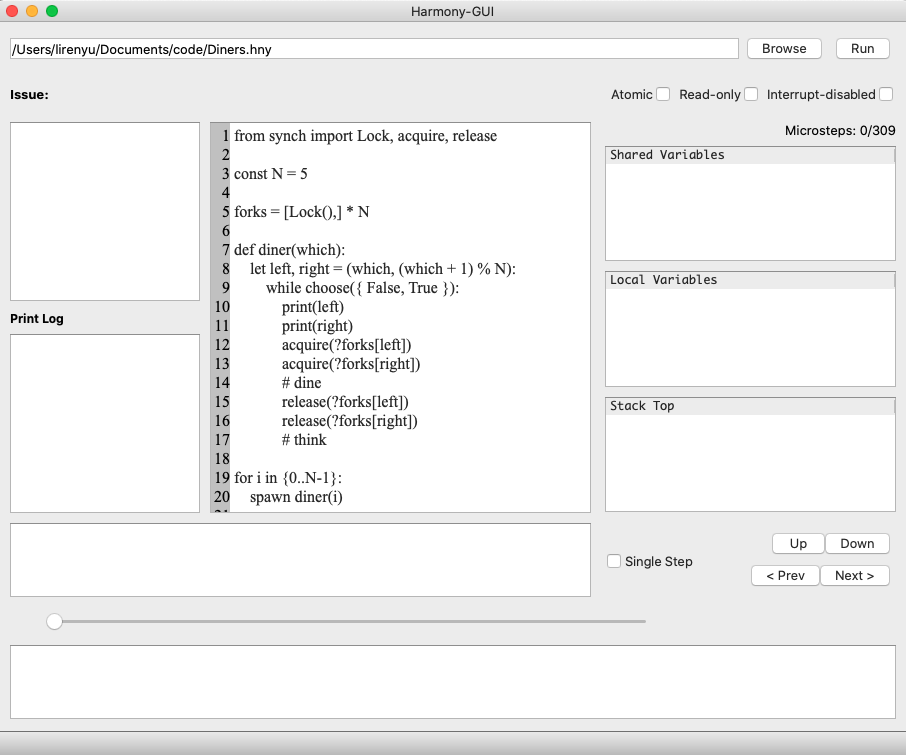 Harmony-GUI
/Users/lirenyu/Documents/code/Diners.hny
Browse
Run
Issue:
Atomic
Read-only
Interrupt-disabled
Microsteps: 0/309
Print Log
1 from synch import Lock, acquire, release
2
3 const N = 5
4
5 forks = [Lock(),] * N
6
7 def diner(which):
8 let left, right = (which, (which + 1) % N):
9 while choose({ False, True }):
10 print(left)
11 print(right)
12 acquire(?forks[left])
13 acquire(?forks[right])
14 # dine
15 release(?forks[left])
16 release(?forks[right])
17 # think
18
19 for i in {0..N-1}:
20 spawn diner(i)
Shared Variables
Local Variables
Stack Top
Single Step
Up
Down
< Prev
Next >